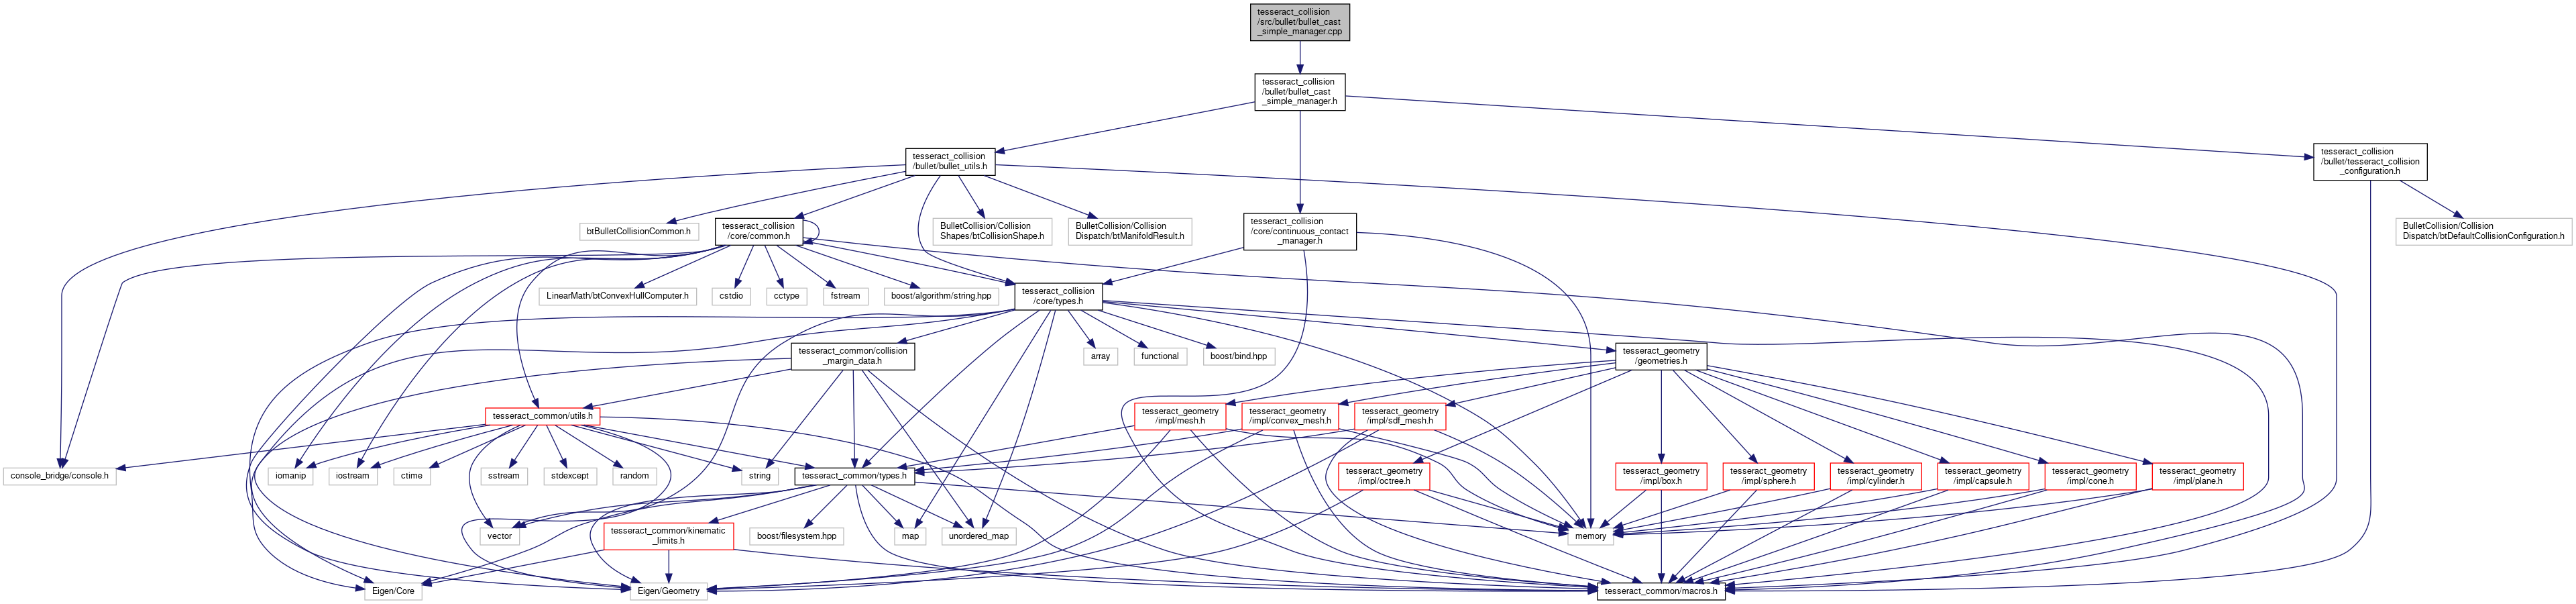 tesseract_collision
/src/bullet/bullet_cast
_simple_manager.cpp
tesseract_collision
/bullet/bullet_cast
_simple_manager.h
tesseract_collision
/bullet/bullet_utils.h
tesseract_collision
/bullet/tesseract_collision
_configuration.h
btBulletCollisionCommon.h
tesseract_collision
/core/common.h
BulletCollision/Collision
Shapes/btCollisionShape.h
BulletCollision/Collision
Dispatch/btManifoldResult.h
tesseract_collision
/core/continuous_contact
_manager.h
BulletCollision/Collision
Dispatch/btDefaultCollisionConfiguration.h
LinearMath/btConvexHullComputer.h
cstdio
cctype
fstream
boost/algorithm/string.hpp
tesseract_collision
/core/types.h
tesseract_common/collision
_margin_data.h
array
functional
boost/bind.hpp
tesseract_geometry
/geometries.h
tesseract_common/utils.h
tesseract_geometry
/impl/mesh.h
tesseract_geometry
/impl/convex_mesh.h
tesseract_geometry
/impl/sdf_mesh.h
console_bridge/console.h
iomanip
iostream
ctime
sstream
stdexcept
random
string
tesseract_common/types.h
tesseract_geometry
/impl/octree.h
tesseract_geometry
/impl/box.h
tesseract_geometry
/impl/sphere.h
tesseract_geometry
/impl/cylinder.h
tesseract_geometry
/impl/capsule.h
tesseract_geometry
/impl/cone.h
tesseract_geometry
/impl/plane.h
vector
tesseract_common/kinematic
_limits.h
boost/filesystem.hpp
map
unordered_map
memory
Eigen/Core
Eigen/Geometry
tesseract_common/macros.h